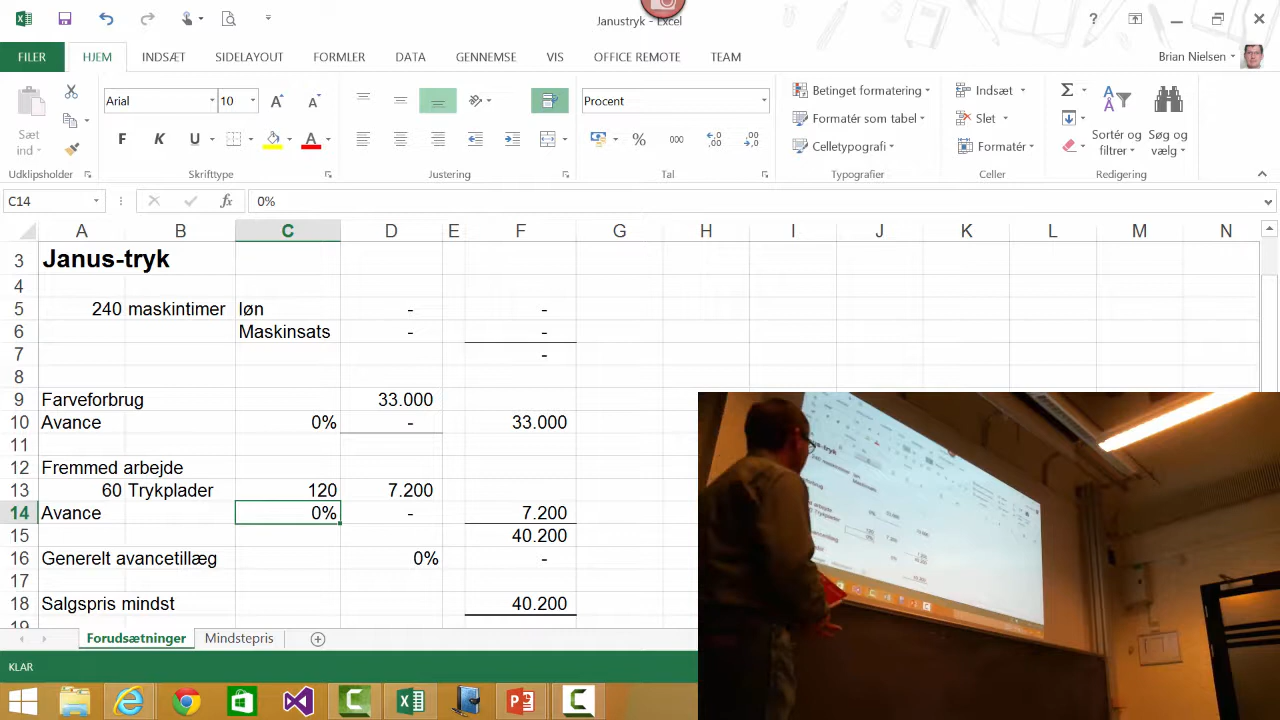 Janustryk - Excel
FILER HJEM INDSÆT SIDELAYOUT FORMLER DATA GENNEMSE VIS OFFICE REMOTE TEAM Brian Nielsen
Sæt ind
Arial 10
F K U A
Procent
% 000
Betinget formatering
Formatér som tabel
Celletypografi
Indsæt
Slet
Formatér
Sortér og filtrer
Søg og vælg
Udklipsholder Skrifttype Justering Tal Typografier Celler Redigering
C14 fx 0%
A B C D E F G H J K L M N
3 Janus-tryk
4
5 240 maskintimer løn - -
6 Maskinsats - -
7 -
8
9 Farveforbrug 33.000
10 Avance 0% - 33.000
11
12 Fremmed arbejde
13 60 Trykplader 120 7.200
14 Avance 0% - 7.200
15 40.200
16 Generelt avancetillæg 0% -
17
18 Salgspris mindst 40.200
19
Forudsætninger Mindstepris
KLAR